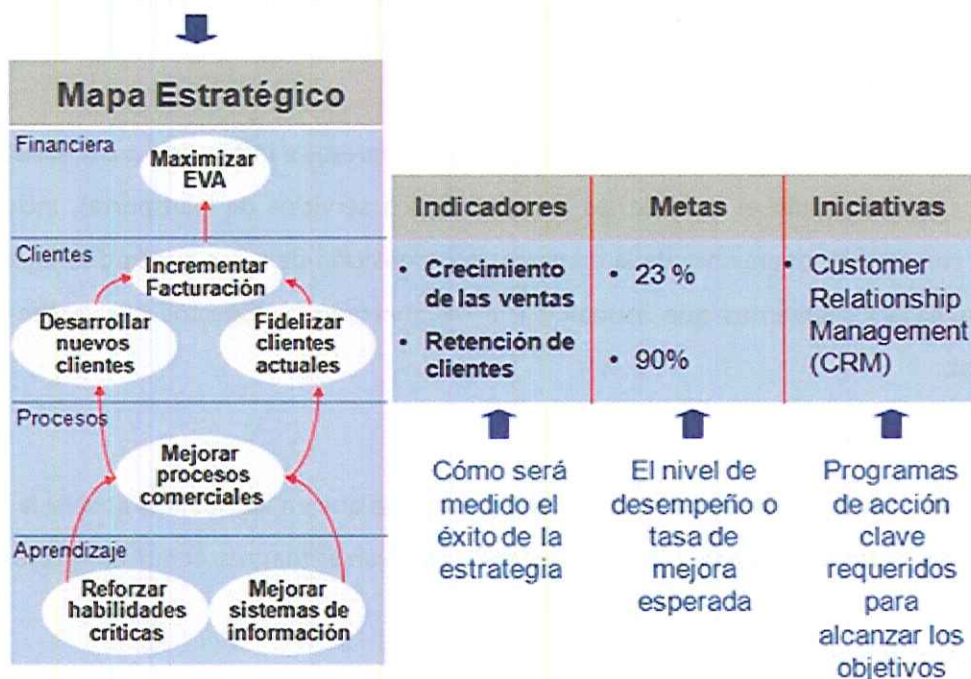 Mapa Estratégico
Financiera
Maximizar
EVA
Clientes
Incrementar
Facturación
Desarrollar
nuevos
clientes
Fidelizar
clientes
actuales
Procesos
Mejorar
procesos
comerciales
Aprendizaje
Reforzar
habilidades
críticas
Mejorar
sistemas de
información
Indicadores
• Crecimiento
de las ventas
• Retención de
clientes
Metas
• 23 %
• 90%
Iniciativas
• Customer
Relationship
Management
(CRM)
Cómo será
medido el
éxito de la
estrategia
El nivel de
desempeño o
tasa de
mejora
esperada
Programas
de acción
clave
requeridos
para
alcanzar los
objetivos